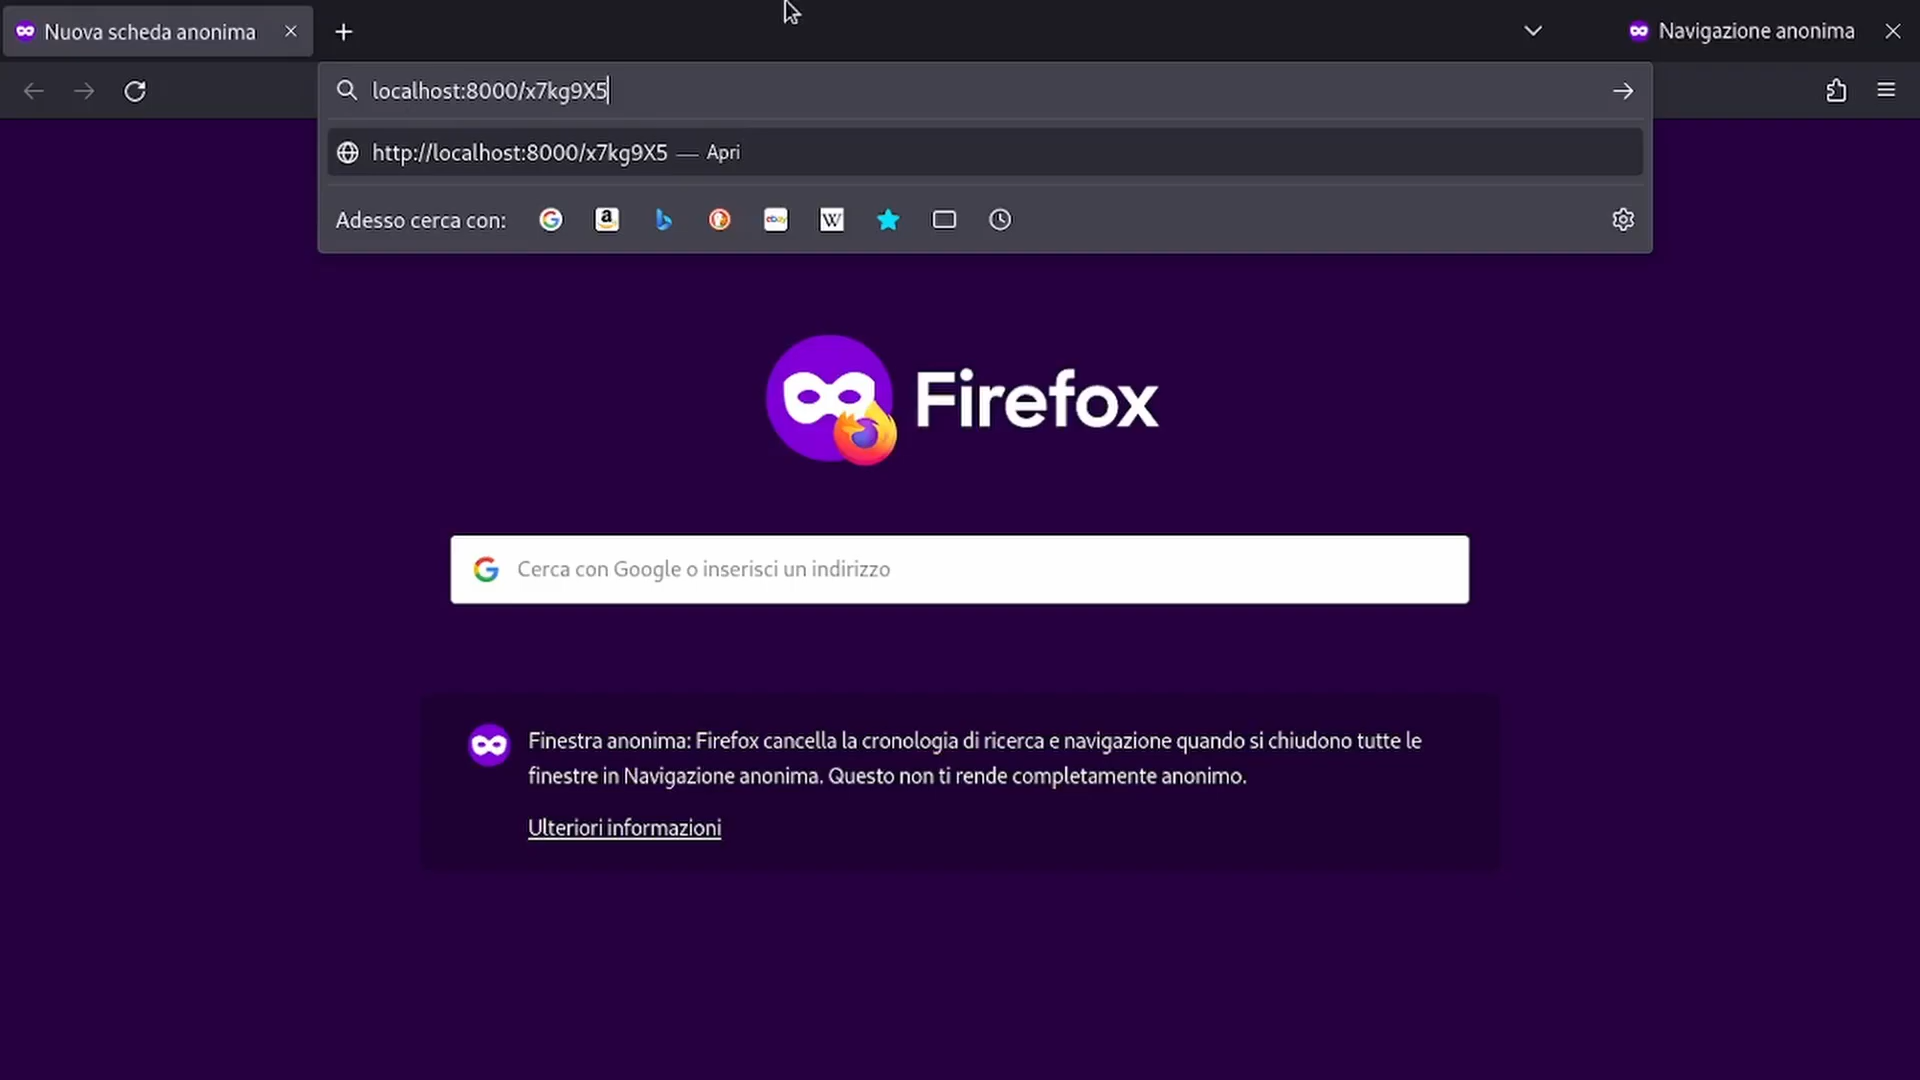 Nuova scheda anonima
Navigazione anonima
localhost:8000/x7kg9X5
http://localhost:8000/x7kg9X5 — Apri
Adesso cerca con:
Firefox
Cerca con Google o inserisci un indirizzo
Finestra anonima: Firefox cancella la cronologia di ricerca e navigazione quando si chiudono tutte le
finestre in Navigazione anonima. Questo non ti rende completamente anonimo.
Ulteriori informazioni